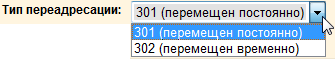 Тип переадресации: 301 (перемещен постоянно)
301 (перемещен постоянно)
302 (перемещен временно)